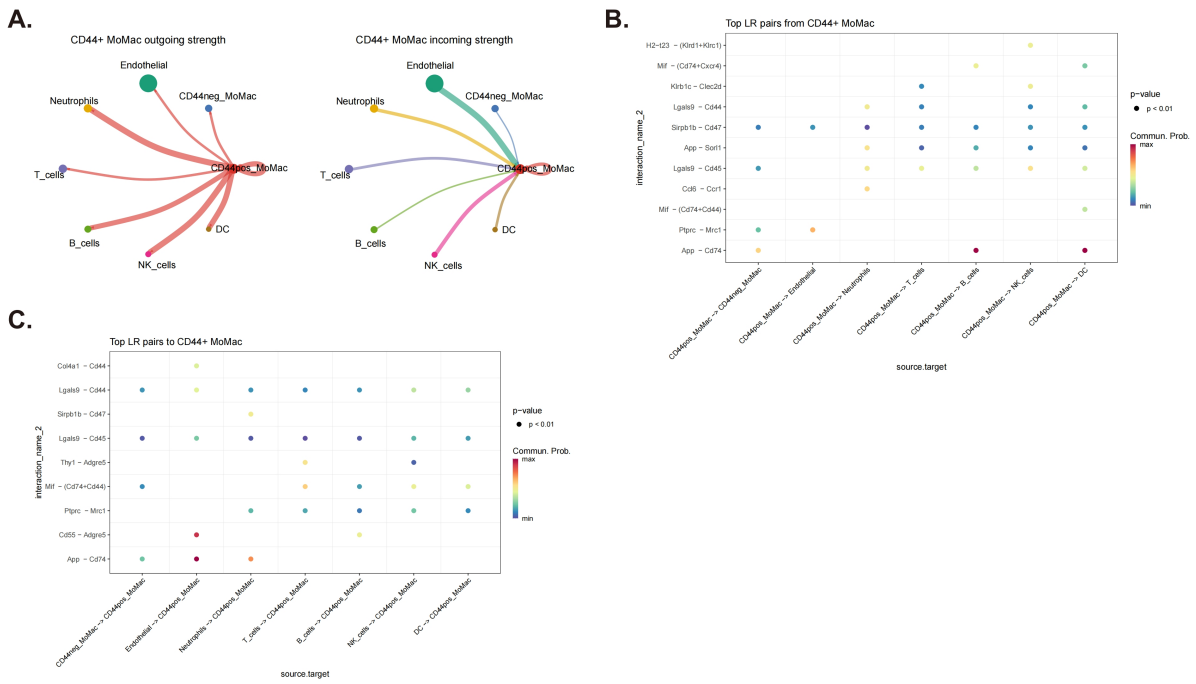 A.
CD44+ MoMac outgoing strength
Endothelial
Neutrophils
CD44neg_MoMac
T_cells
CD44pos_MoMac
B_cells
DC
NK_cells
CD44+ MoMac incoming strength
Endothelial
Neutrophils
CD44neg_MoMac
T_cells
CD44pos_MoMac
B_cells
DC
NK_cells
B.
Top LR pairs from CD44+ MoMac
interaction_name_2
H2-t23 - (Klrd1+Klrc1)
Mif - (Cd74+Cxcr4)
Klrb1c - Clec2d
Lgals9 - Cd44
Sirpb1b - Cd47
App - Sorl1
Lgals9 - Cd45
Ccl6 - Ccr1
Mif - (Cd74+Cd44)
Ptprc - Mrc1
App - Cd74
CD44pos_MoMac -> CD44neg_MoMac
CD44pos_MoMac -> Endothelial
CD44pos_MoMac -> Neutrophils
CD44pos_MoMac -> T_cells
CD44pos_MoMac -> B_cells
CD44pos_MoMac -> NK_cells
CD44pos_MoMac -> DC
source.target
p-value
p < 0.01
Commun. Prob.
max
min
C.
Top LR pairs to CD44+ MoMac
interaction_name_2
Col4a1 - Cd44
Lgals9 - Cd44
Sirpb1b - Cd47
Lgals9 - Cd45
Thy1 - Adgre5
Mif - (Cd74+Cd44)
Ptprc - Mrc1
Cd55 - Adgre5
App - Cd74
CD44neg_MoMac -> CD44pos_MoMac
Endothelial -> CD44pos_MoMac
Neutrophils -> CD44pos_MoMac
T_cells -> CD44pos_MoMac
B_cells -> CD44pos_MoMac
NK_cells -> CD44pos_MoMac
DC -> CD44pos_MoMac
source.target
p-value
p < 0.01
Commun. Prob.
max
min